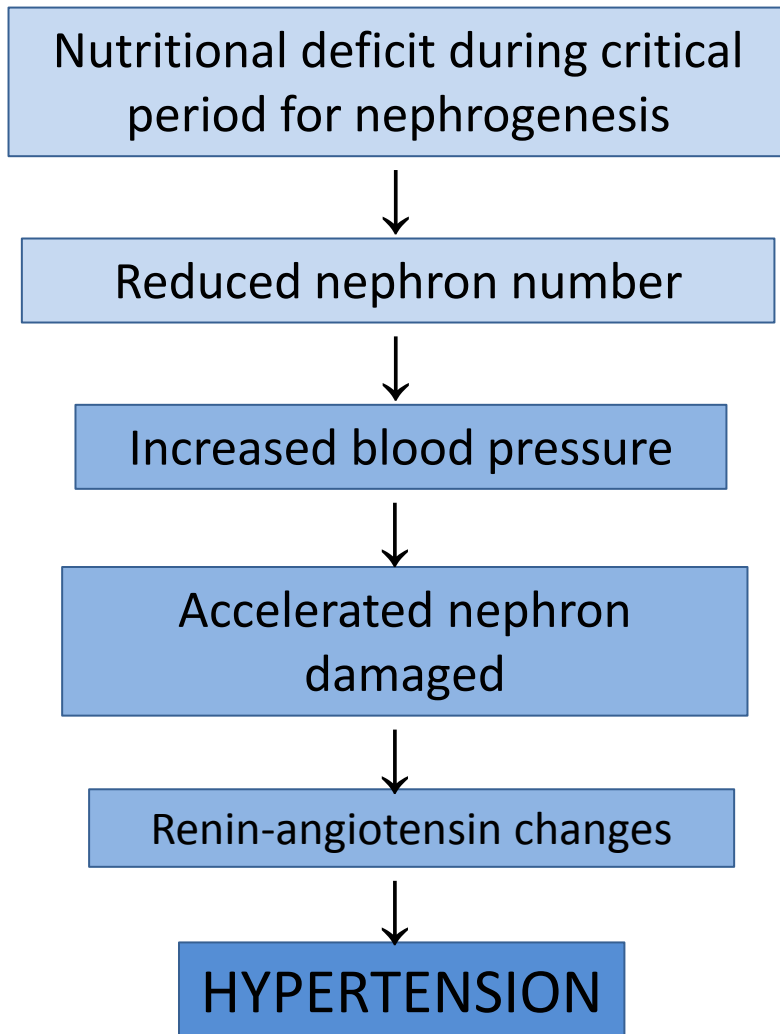 Nutritional deficit during critical
period for nephrogenesis
Reduced nephron number
Increased blood pressure
Accelerated nephron
damaged
Renin-angiotensin changes
HYPERTENSION